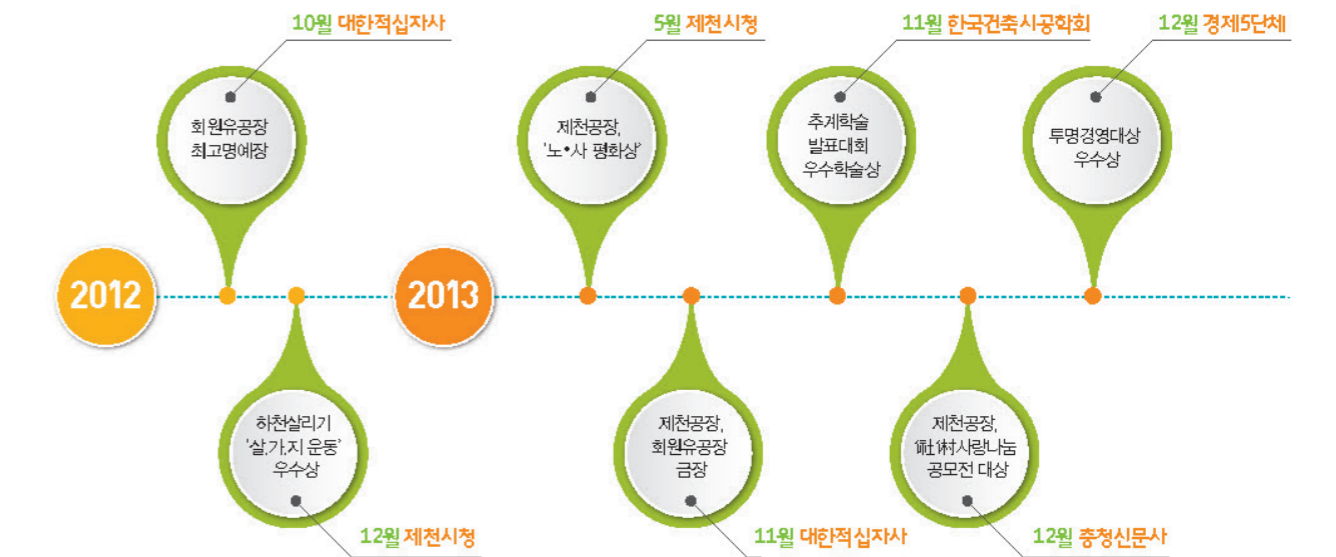 10월 대한적십자사
회원유공장
최고명예장
5월 제천시청
제천공장,
'노•사 평화상'
11월 한국건축시공학회
추계학술
발표대회
우수학술상
12월 경제5단체
투명경영대상
우수상
2012
2013
하천살리기
'살.가.지 운동'
우수상
12월 제천시청
제천공장,
회원유공장
금장
11월 대한적십자사
제천공장,
사랑나눔
공모전 대상
12월 충청신문사